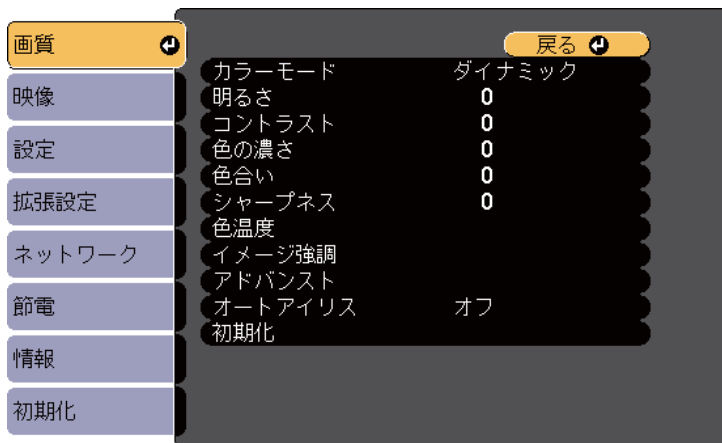 画質
映像
設定
拡張設定
ネットワーク
節電
情報
初期化
戻る
カラーモード ダイナミック
明るさ 0
コントラスト 0
色の濃さ 0
色合い 0
シャープネス 0
色温度
イメージ強調
アドバンスト
オートアイリス オフ
初期化